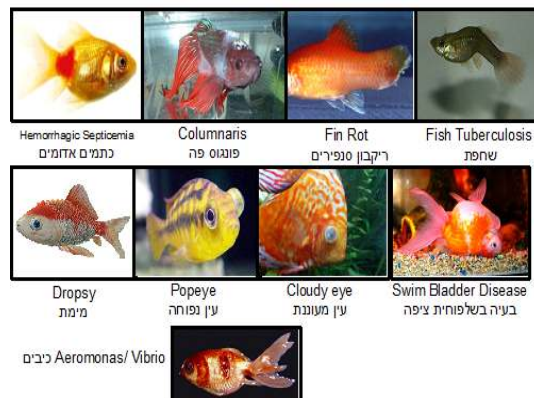 Hemorrhagic Septicemia
כתמים אדומים
Columnaris
פונגוס פה
Fin Rot
ריקבון סנפירים
Fish Tuberculosis
שחפת
Dropsy
מימת
Popeye
עין נפוחה
Cloudy eye
עין מעוננת
Swim Bladder Disease
בעיה בשלפוחית ציפה
כיבים Aeromonas/ Vibrio